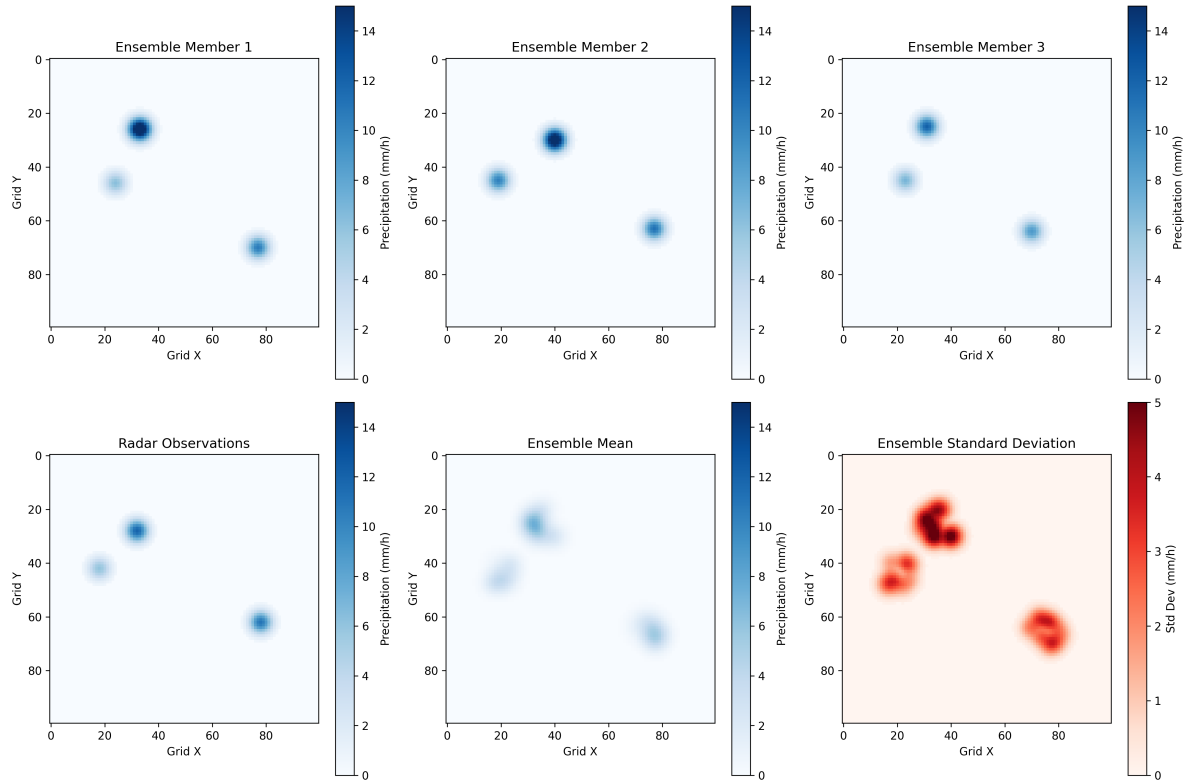 Ensemble Member 1
0
20
40
60
80
Grid Y
0 20 40 60 80
Grid X
14
12
10
8
6
4
2
0
Precipitation (mm/h)
Ensemble Member 2
0
20
40
60
80
Grid Y
0 20 40 60 80
Grid X
14
12
10
8
6
4
2
0
Precipitation (mm/h)
Ensemble Member 3
0
20
40
60
80
Grid Y
0 20 40 60 80
Grid X
14
12
10
8
6
4
2
0
Precipitation (mm/h)
Radar Observations
0
20
40
60
80
Grid Y
0 20 40 60 80
Grid X
14
12
10
8
6
4
2
0
Precipitation (mm/h)
Ensemble Mean
0
20
40
60
80
Grid Y
0 20 40 60 80
Grid X
14
12
10
8
6
4
2
0
Precipitation (mm/h)
Ensemble Standard Deviation
0
20
40
60
80
Grid Y
0 20 40 60 80
Grid X
5
4
3
2
1
0
Std Dev (mm/h)